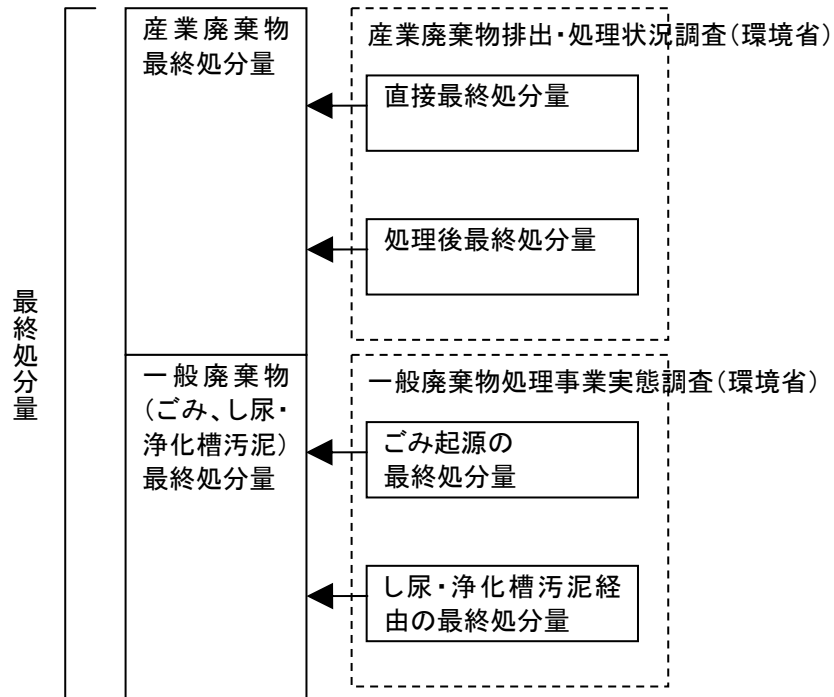 最終処分量
産業廃棄物
最終処分量
産業廃棄物排出・処理状況調査(環境省)
直接最終処分量
処理後最終処分量
一般廃棄物
(ごみ、し尿・
浄化槽汚泥)
最終処分量
一般廃棄物処理事業実態調査(環境省)
ごみ起源の
最終処分量
し尿・浄化槽汚泥経
由の最終処分量